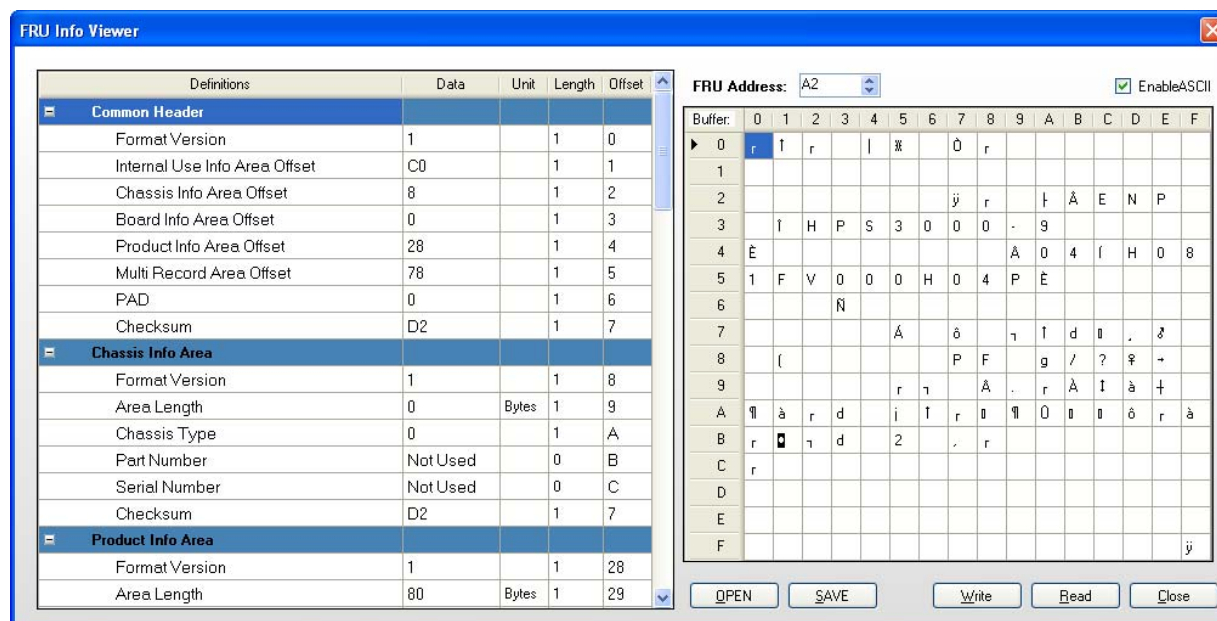 FRU Info Viewer
Definitions Data Unit Length Offset
Common Header
Format Version 1 1 0
Internal Use Info Area Offset C0 1 1
Chassis Info Area Offset 8 1 2
Board Info Area Offset 0 1 3
Product Info Area Offset 28 1 4
Multi Record Area Offset 78 1 5
PAD 0 1 6
Checksum D2 1 7
Chassis Info Area
Format Version 1 1 8
Area Length 0 Bytes 1 9
Chassis Type 0 1 A
Part Number Not Used 0 B
Serial Number Not Used 0 C
Checksum D2 1 7
Product Info Area
Format Version 1 1 28
Area Length 80 Bytes 1 29
FRU Address: A2 EnableASCII
Buffer: 0 1 2 3 4 5 6 7 8 9 A B C D E F
0 Ò
1
2 ÿ Å E N P
3 Î H P S 3 0 0 0 - 9
4 È Â 0 4 Í H 0 8
5 1 F V 0 0 0 H 0 4 P È
6 Ñ
7 Á ô d
8 ( P F g / ? ♀ →
9 Â . À à
A ¶ à d ¡ ¶ ô à
B d 2 ,
C
D
E
F ÿ
OPEN SAVE Write Read Close